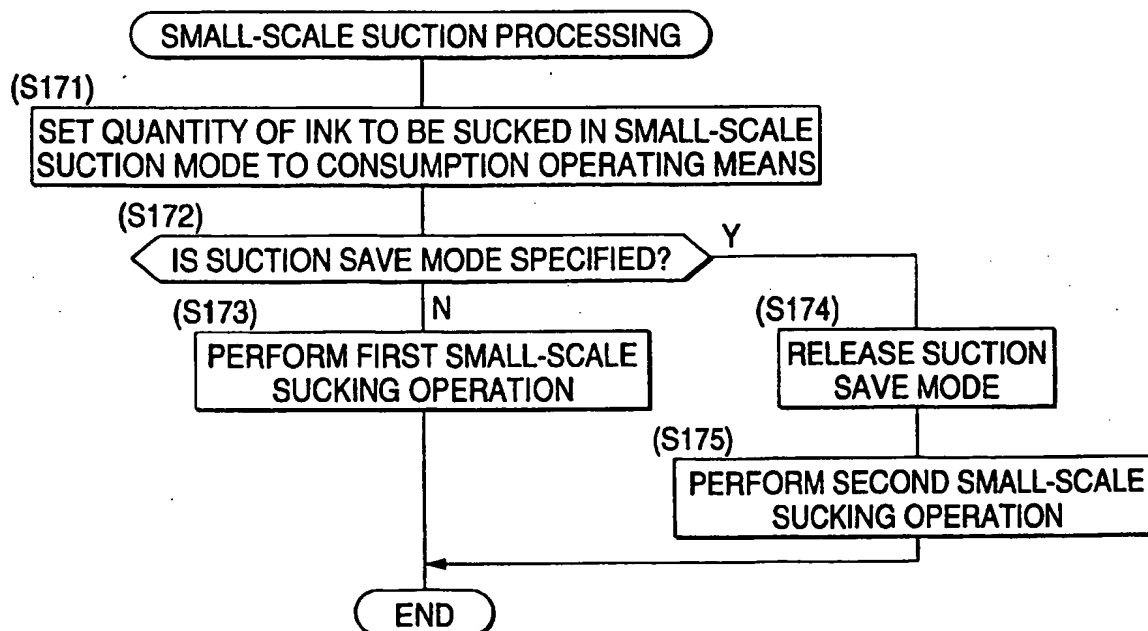 SMALL-SCALE SUCTION PROCESSING
(S171)
SET QUANTITY OF INK TO BE SUCKED IN SMALL-SCALE
SUCTION MODE TO CONSUMPTION OPERATING MEANS
(S172)
IS SUCTION SAVE MODE SPECIFIED?
Y
N
(S173)
PERFORM FIRST SMALL-SCALE
SUCKING OPERATION
(S174)
RELEASE SUCTION
SAVE MODE
(S175)
PERFORM SECOND SMALL-SCALE
SUCKING OPERATION
END